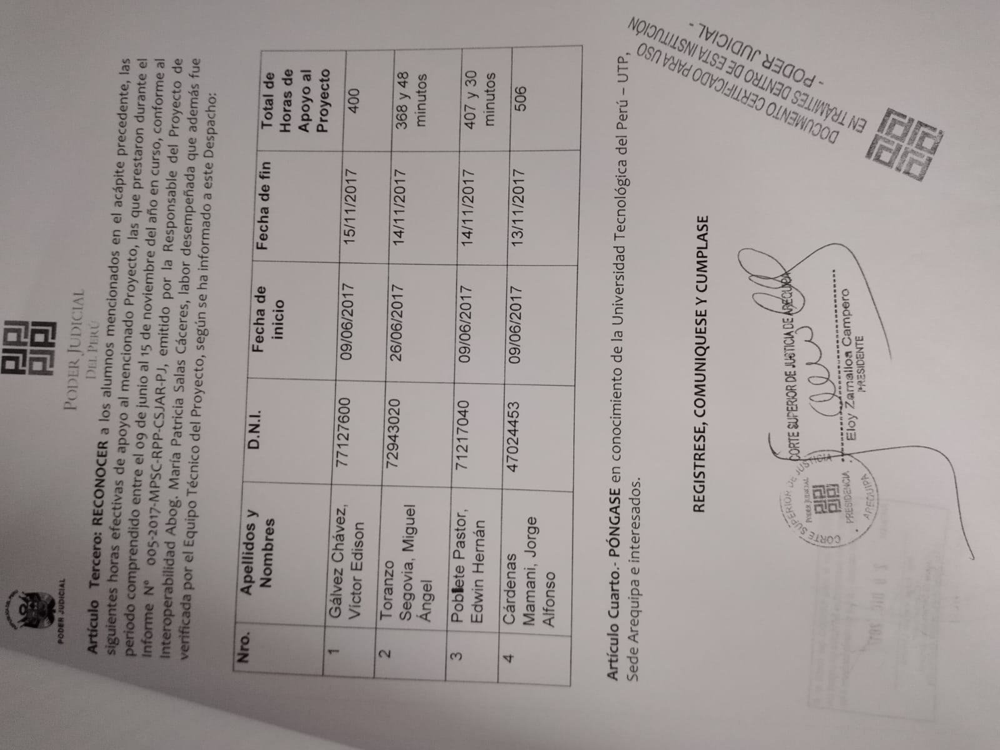 PODER JUDICIAL
PODER JUDICIAL
DEL PERÚ
Artículo Tercero: RECONOCER a los alumnos mencionados en el acápite precedente, las
siguientes horas efectivas de apoyo al mencionado Proyecto, las que prestaron durante el
periodo comprendido entre el 09 de junio al 15 de noviembre del año en curso, conforme al
Informe N° 005-2017-MPSC-RPP-CSJAR-PJ, emitido por la Responsable del Proyecto de
Interoperabilidad Abog. María Patricia Salas Cáceres, labor desempeñada que además fue
verificada por el Equipo Técnico del Proyecto, según se ha informado a este Despacho:
Nro. Apellidos y Nombres D.N.I. Fecha de inicio Fecha de fin Total de Horas de Apoyo al Proyecto
1 Gálvez Chávez, Víctor Edison 77127600 09/06/2017 15/11/2017 400
2 Toranzo Segovia, Miguel Ángel 72943020 26/06/2017 14/11/2017 368 y 48 minutos
3 Poblete Pastor, Edwin Hernán 71217040 09/06/2017 14/11/2017 407 y 30 minutos
4 Cárdenas Mamani, Jorge Alfonso 47024453 09/06/2017 13/11/2017 506
Artículo Cuarto.- PÓNGASE en conocimiento de la Universidad Tecnológica del Perú – UTP,
Sede Arequipa e interesados.
REGISTRESE, COMUNIQUESE Y CUMPLASE
CORTE SUPERIOR DE JUSTICIA DE AREQUIPA
Eloy Zamalloa Campero
PRESIDENTE
CORTE SUPERIOR DE JUSTICIA
PODER JUDICIAL
PRESIDENCIA
AREQUIPA
DOCUMENTO CERTIFICADO PARA USO
EN TRÁMITES DENTRO DE ESTA INSTITUCIÓN
- PODER JUDICIAL -